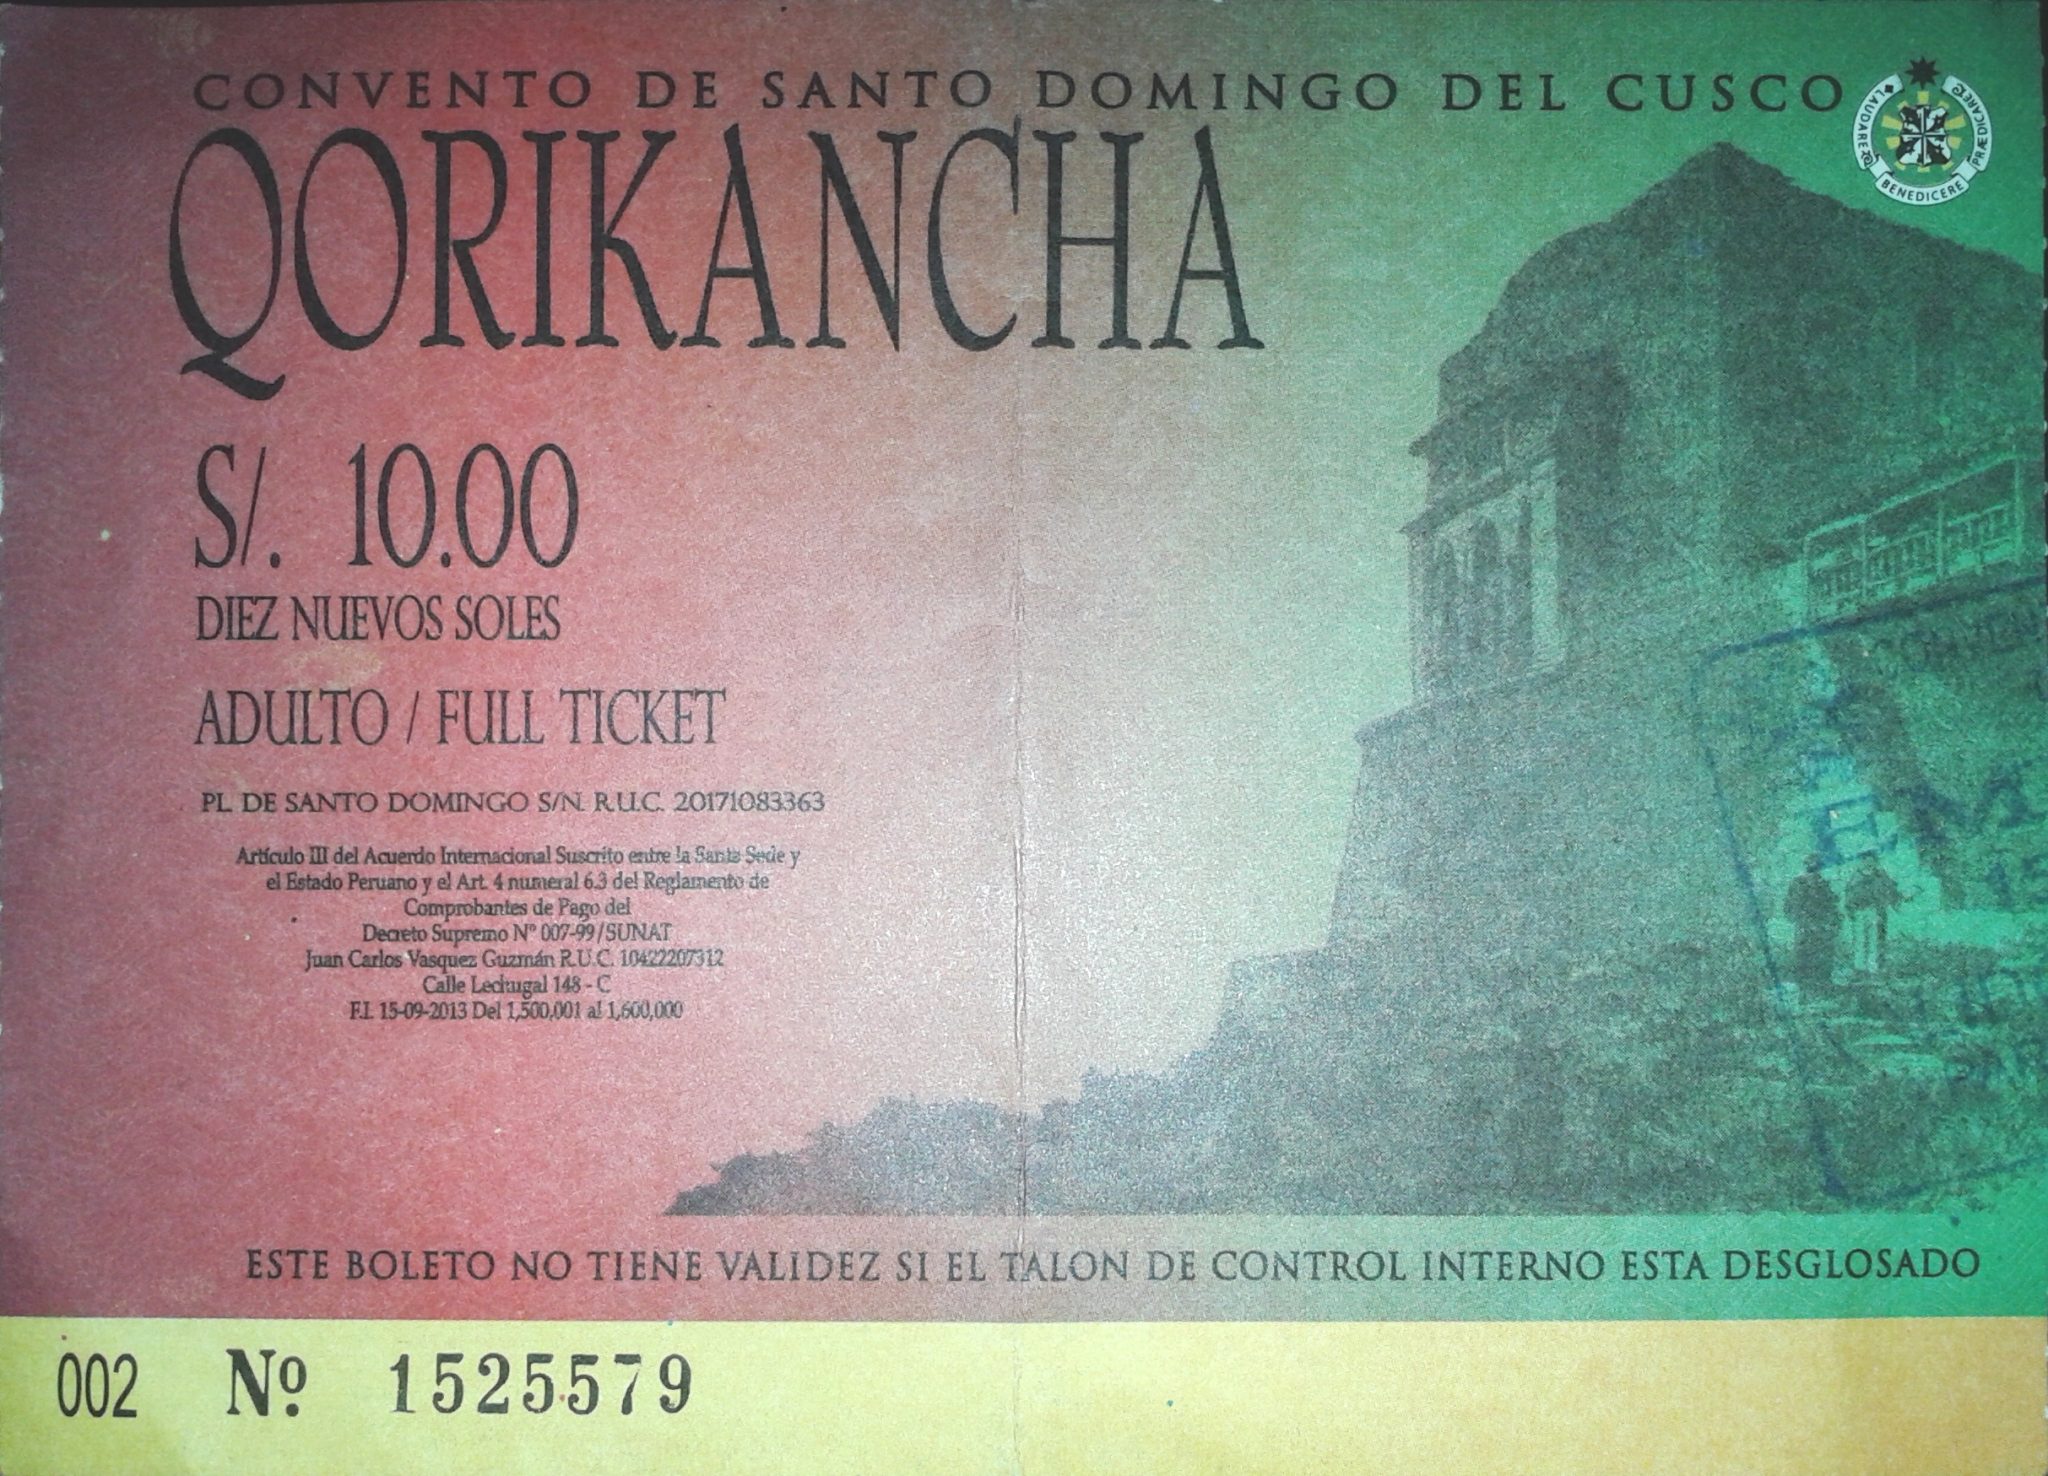 CONVENTO DE SANTO DOMINGO DEL CUSCO
LAUDARE BENEDICERE PRÆDICARE
QORIKANCHA
S/. 10.00
DIEZ NUEVOS SOLES
ADULTO / FULL TICKET
PL. DE SANTO DOMINGO S/N. R.U.C. 20171083363
Artículo III del Acuerdo Internacional Suscrito entre la Santa Sede y
el Estado Peruano y el Art. 4 numeral 6.3 del Reglamento de
Comprobantes de Pago del
Decreto Supremo Nº 007-99/SUNAT
Juan Carlos Vasquez Guzmán R.U.C. 10422207312
Calle Lechugal 148 - C
F.I. 15-09-2013 Del 1,500,001 al 1,600,000
ESTE BOLETO NO TIENE VALIDEZ SI EL TALON DE CONTROL INTERNO ESTA DESGLOSADO
002 Nº 1525579